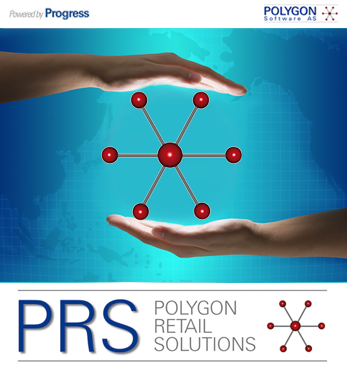 Powered by Progress
POLYGON
Software AS
PRS
POLYGON
RETAIL
SOLUTIONS